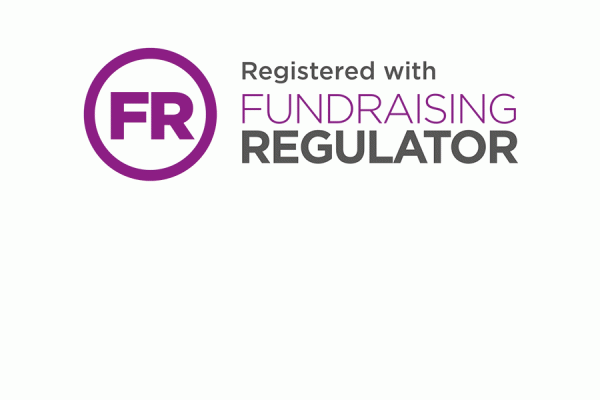 FR
Registered with
FUNDRAISING
REGULATOR